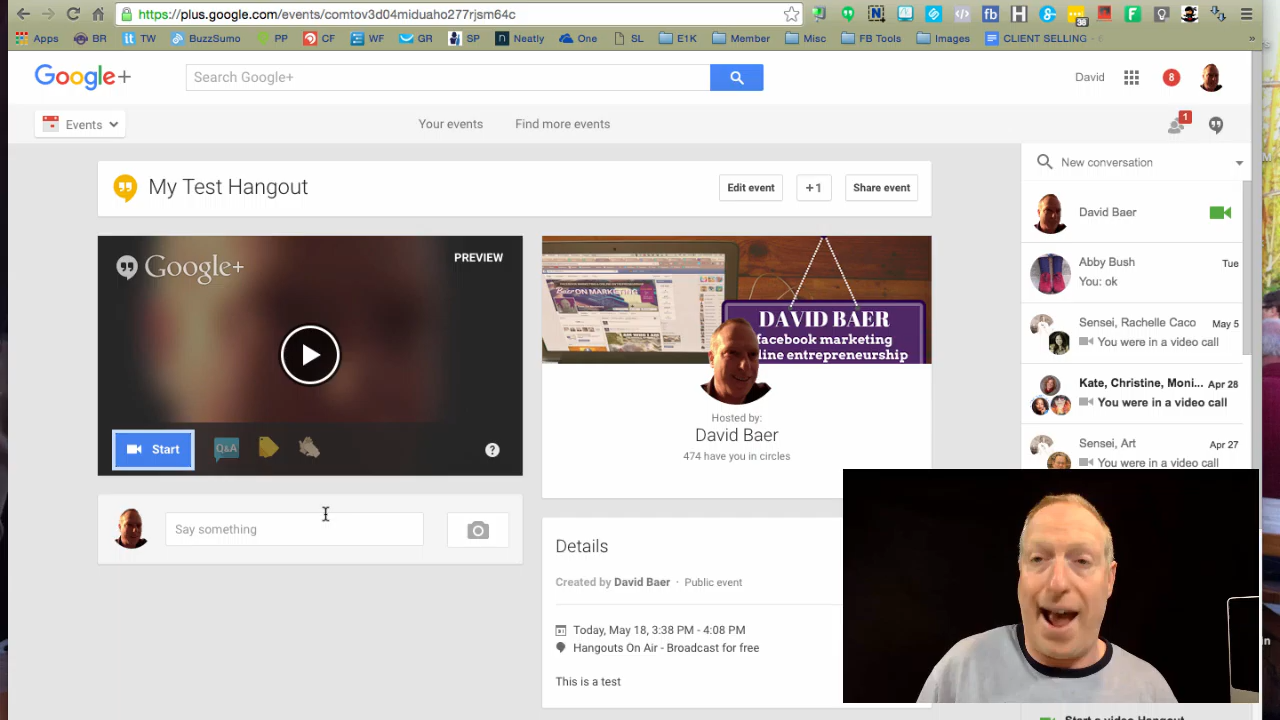 https://plus.google.com/events/comtov3d04miduaho277rjsm64c
36
Apps BR TW BuzzSumo PP CF WF GR SP Neatly One SL E1K Member Misc FB Tools Images CLIENT SELLING - »
Google+
Search Google+
David
8
Events
Your events
Find more events
1
My Test Hangout
Edit event
+1
Share event
Google+
PREVIEW
Start
Q&A
?
Say something
DAVID BAER
facebook marketing
line entrepreneurship
Hosted by:
David Baer
474 have you in circles
Details
Created by David Baer · Public event
Today, May 18, 3:38 PM - 4:08 PM
Hangouts On Air - Broadcast for free
This is a test
New conversation
David Baer
Abby Bush Tue
You: ok
Sensei, Rachelle Caco May 5
You were in a video call
Kate, Christine, Moni... Apr 28
You were in a video call
Sensei, Art Apr 27
You were in a video call
Start a video Hangout